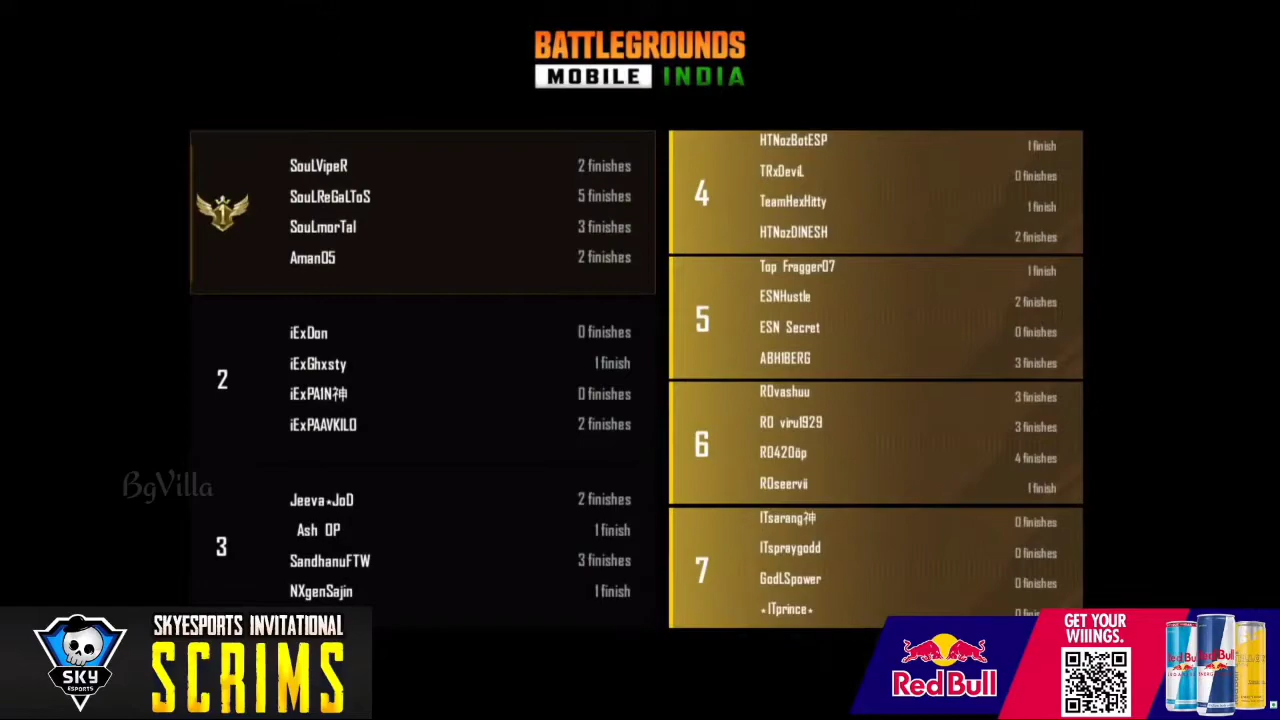 BATTLEGROUNDS
MOBILE INDIA
1
SouLVipeR 2 finishes
SouLReGaLToS 5 finishes
SouLmorTal 3 finishes
Aman05 2 finishes
2
iExDon 0 finishes
iExGhxsty 1 finish
iExPAIN神 0 finishes
iExPAAVKILO 2 finishes
3
Jeeva★JoD 2 finishes
Ash OP 1 finish
SandhanuFTW 3 finishes
NXgenSajin 1 finish
4
HTNozBotESP 1 finish
TRxDeviL 0 finishes
TeamHexHitty 1 finish
HTNozDINESH 2 finishes
5
Top Fragger07 1 finish
ESNHustle 2 finishes
ESN Secret 0 finishes
ABH1BERG 3 finishes
6
ROvashuu 3 finishes
RO viru1929 3 finishes
RO420öp 4 finishes
ROseervii 1 finish
7
ITsarang神 0 finishes
ITspraygodd 0 finishes
GodLSpower 0 finishes
★ITprince★
BgVilla
SKY
ESPORTS
SKYESPORTS INVITATIONAL
SCRIMS
Red Bull
GET YOUR
WIIINGS.